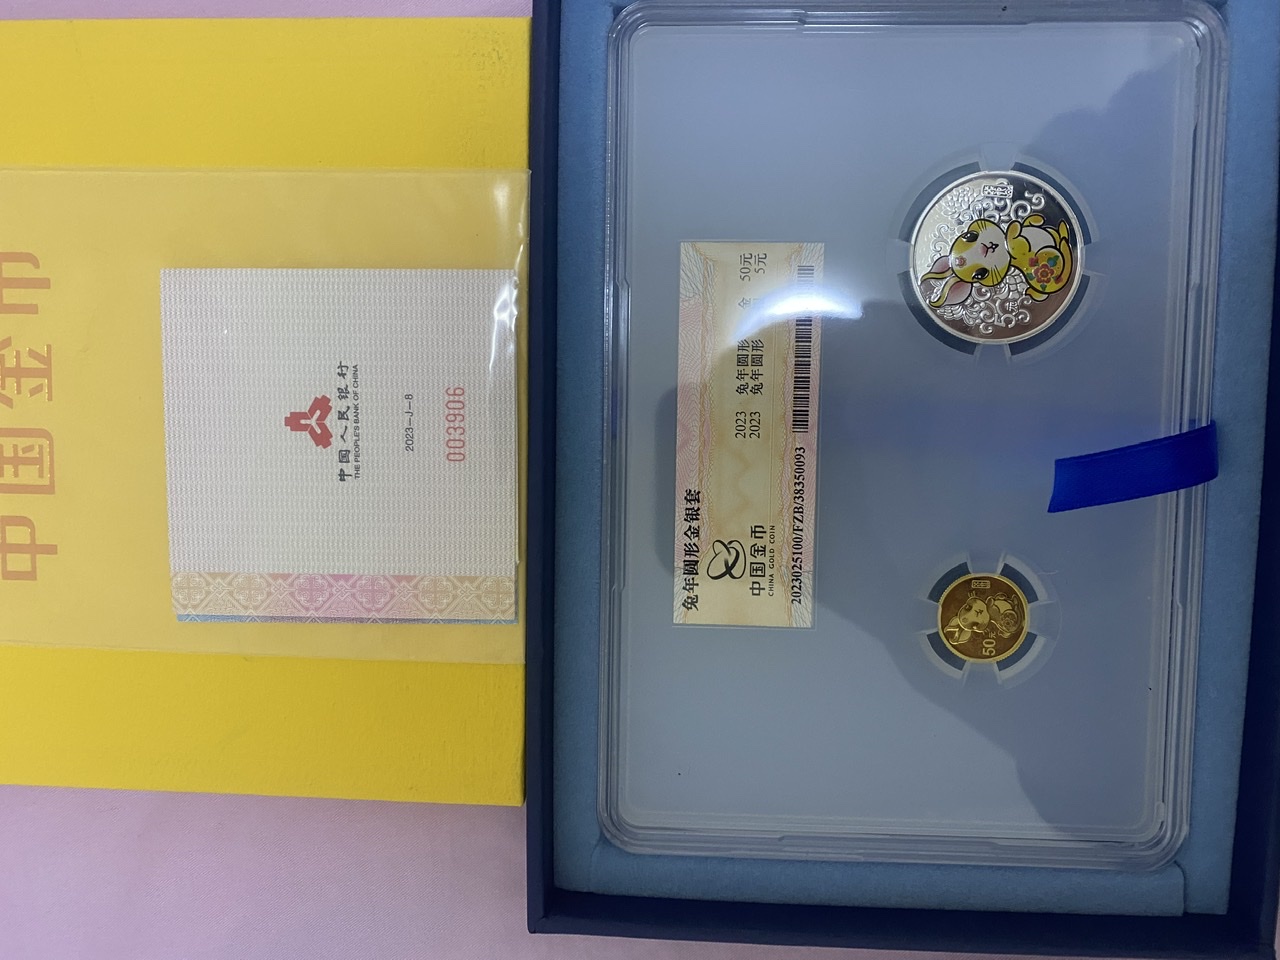 中国金币
中国人民银行
THE PEOPLE'S BANK OF CHINA
2023-J-8
003906
兔年圆形金银套
中国金币
CHINA GOLD COIN
2023 兔年圆形 金 50元
2023 兔年圆形 5元
2023025100/FZB/38350093
5元
50元